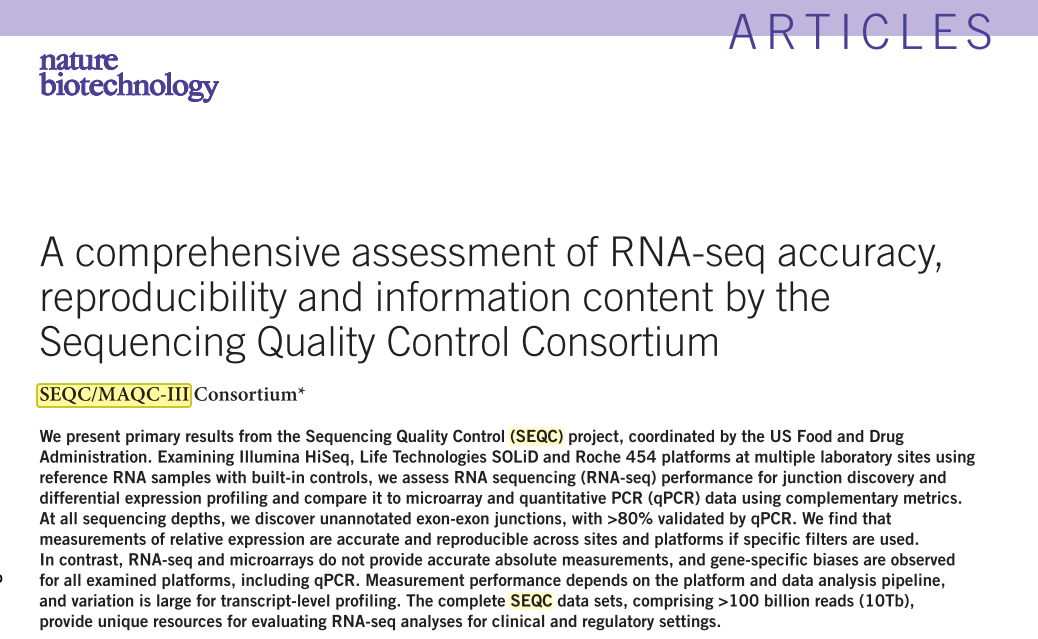 ARTICLES
nature
biotechnology
A comprehensive assessment of RNA-seq accuracy,
reproducibility and information content by the
Sequencing Quality Control Consortium
SEQC/MAQC-III Consortium*
We present primary results from the Sequencing Quality Control (SEQC) project, coordinated by the US Food and Drug
Administration. Examining Illumina HiSeq, Life Technologies SOLiD and Roche 454 platforms at multiple laboratory sites using
reference RNA samples with built-in controls, we assess RNA sequencing (RNA-seq) performance for junction discovery and
differential expression profiling and compare it to microarray and quantitative PCR (qPCR) data using complementary metrics.
At all sequencing depths, we discover unannotated exon-exon junctions, with >80% validated by qPCR. We find that
measurements of relative expression are accurate and reproducible across sites and platforms if specific filters are used.
In contrast, RNA-seq and microarrays do not provide accurate absolute measurements, and gene-specific biases are observed
for all examined platforms, including qPCR. Measurement performance depends on the platform and data analysis pipeline,
and variation is large for transcript-level profiling. The complete SEQC data sets, comprising >100 billion reads (10Tb),
provide unique resources for evaluating RNA-seq analyses for clinical and regulatory settings.